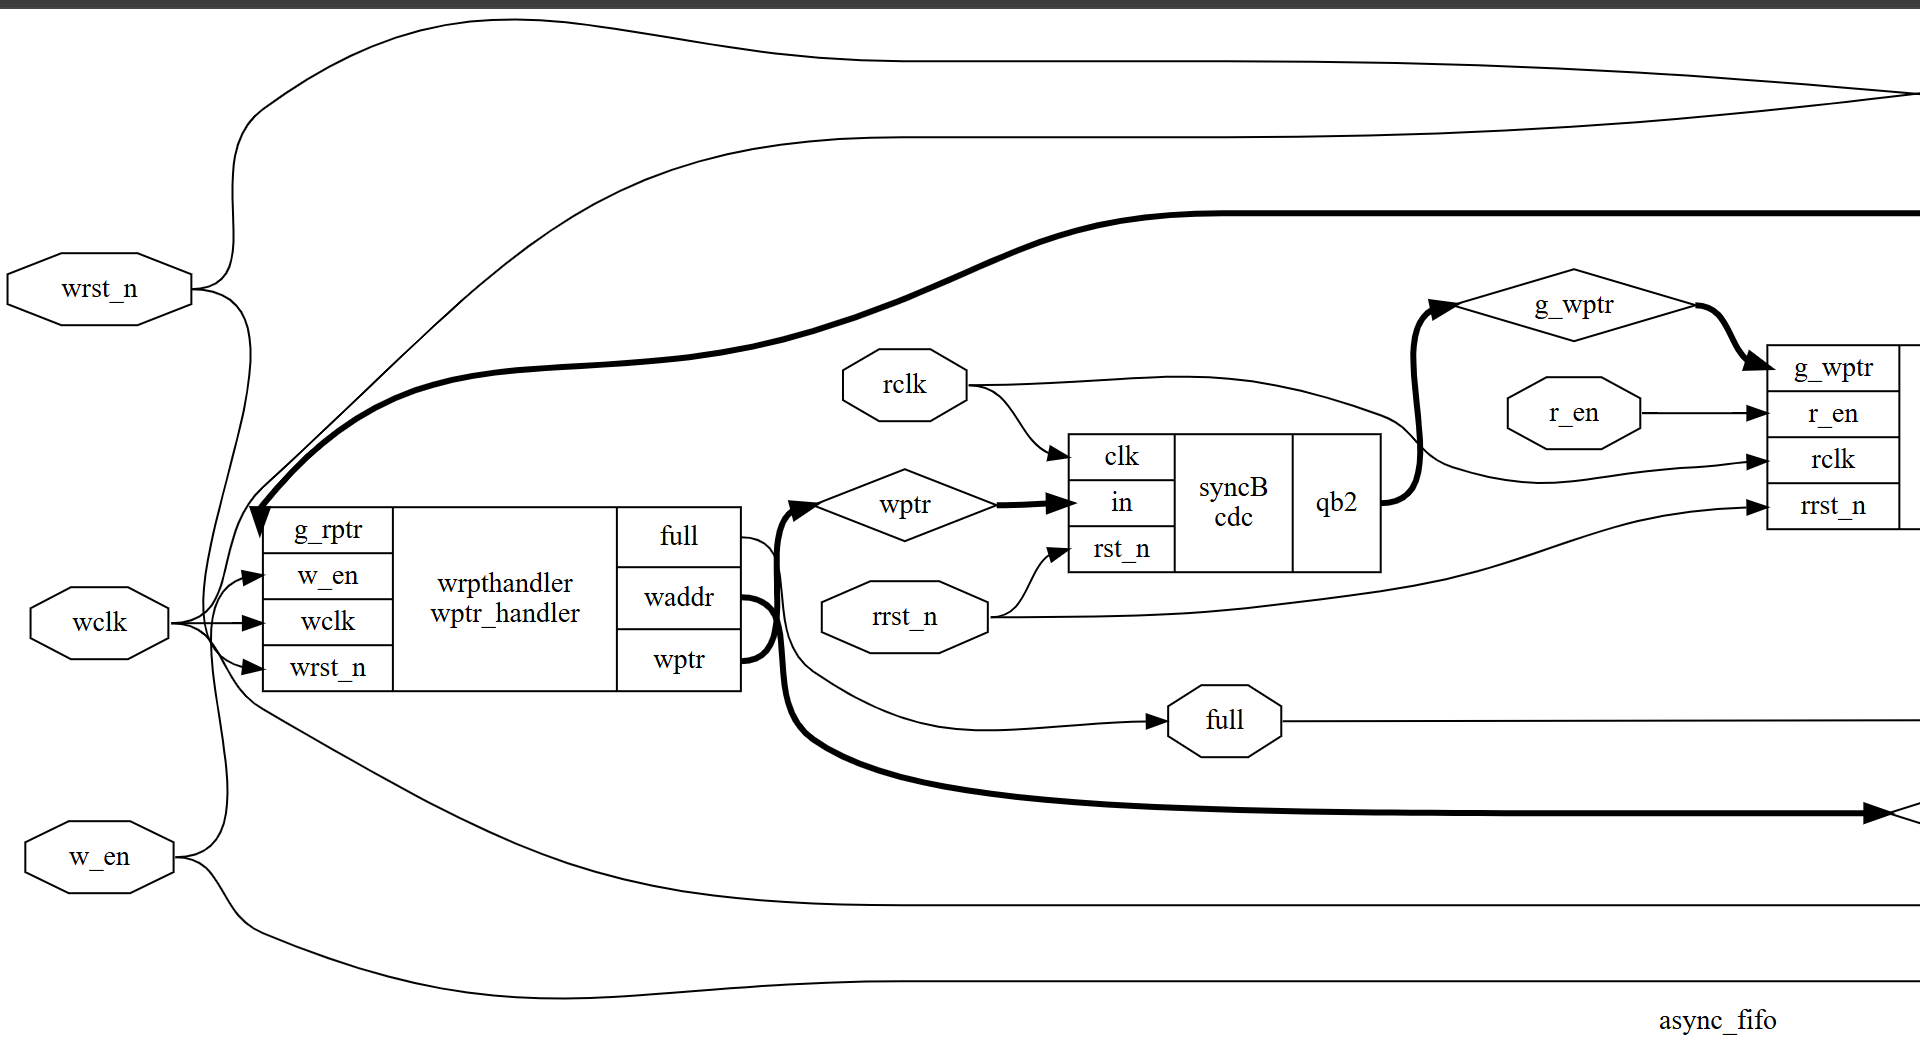 wrst_n
wclk
w_en
g_rptr
w_en
wclk
wrst_n
wrpthandler
wptr_handler
full
waddr
wptr
rclk
wptr
rrst_n
clk
in
rst_n
syncB
cdc
qb2
full
g_wptr
r_en
g_wptr
r_en
rclk
rrst_n
async_fifo